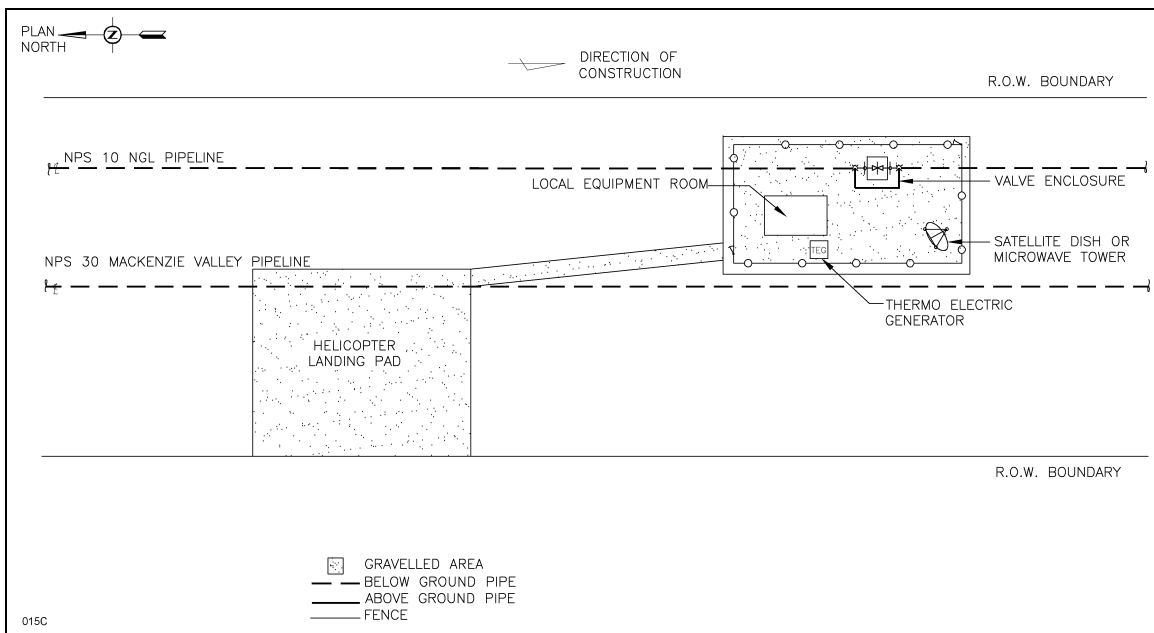 PLAN
NORTH
N
DIRECTION OF
CONSTRUCTION
R.O.W. BOUNDARY
NPS 10 NGL PIPELINE
LOCAL EQUIPMENT ROOM
VALVE ENCLOSURE
SATELLITE DISH OR
MICROWAVE TOWER
NPS 30 MACKENZIE VALLEY PIPELINE
TEG
THERMO ELECTRIC
GENERATOR
HELICOPTER
LANDING PAD
R.O.W. BOUNDARY
GRAVELLED AREA
BELOW GROUND PIPE
ABOVE GROUND PIPE
FENCE
015C